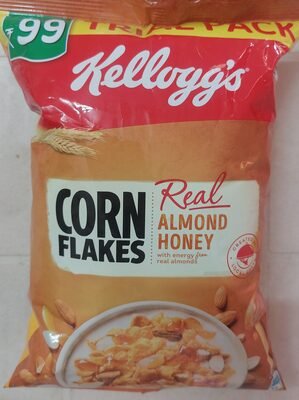 ₹99
TRIAL PACK
Kellogg's
CORN
FLAKES
Real
ALMOND
HONEY
with energy from
real almonds